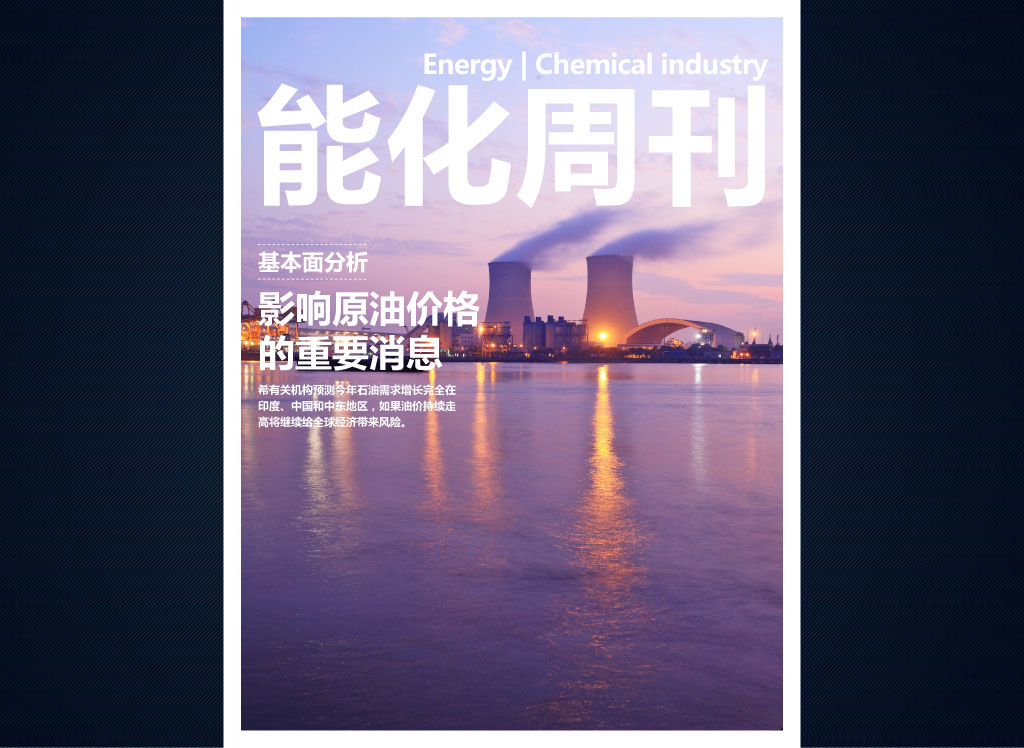 Energy | Chemical industry
能化周刊
基本面分析
影响原油价格
的重要消息
希有关机构预测今年石油需求增长完全在
印度、中国和中东地区，如果油价持续走
高将继续给全球经济带来风险。